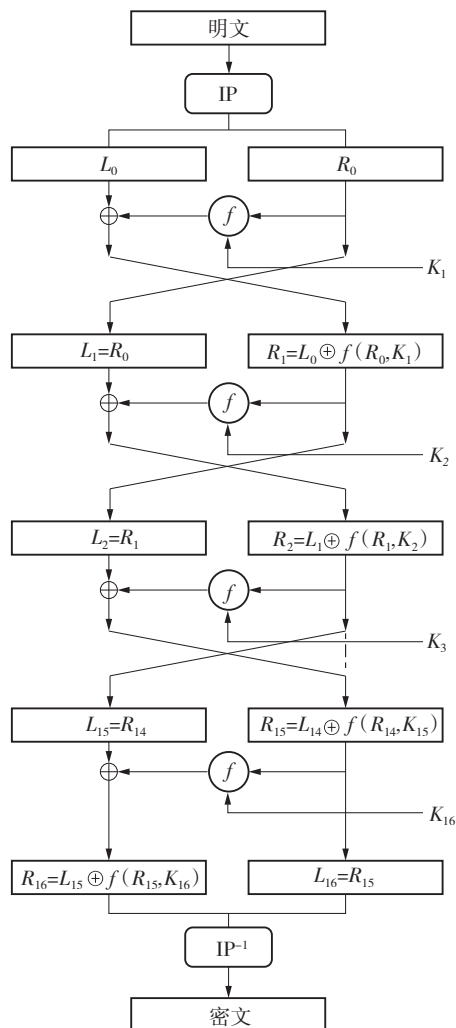 明文
IP
L₀
R₀
f
K₁
L₁=R₀
R₁=L₀⊕f(R₀,K₁)
f
K₂
L₂=R₁
R₂=L₁⊕f(R₁,K₂)
f
K₃
L₁₅=R₁₄
R₁₅=L₁₄⊕f(R₁₄,K₁₅)
f
K₁₆
R₁₆=L₁₅⊕f(R₁₅,K₁₆)
L₁₆=R₁₅
IP⁻¹
密文